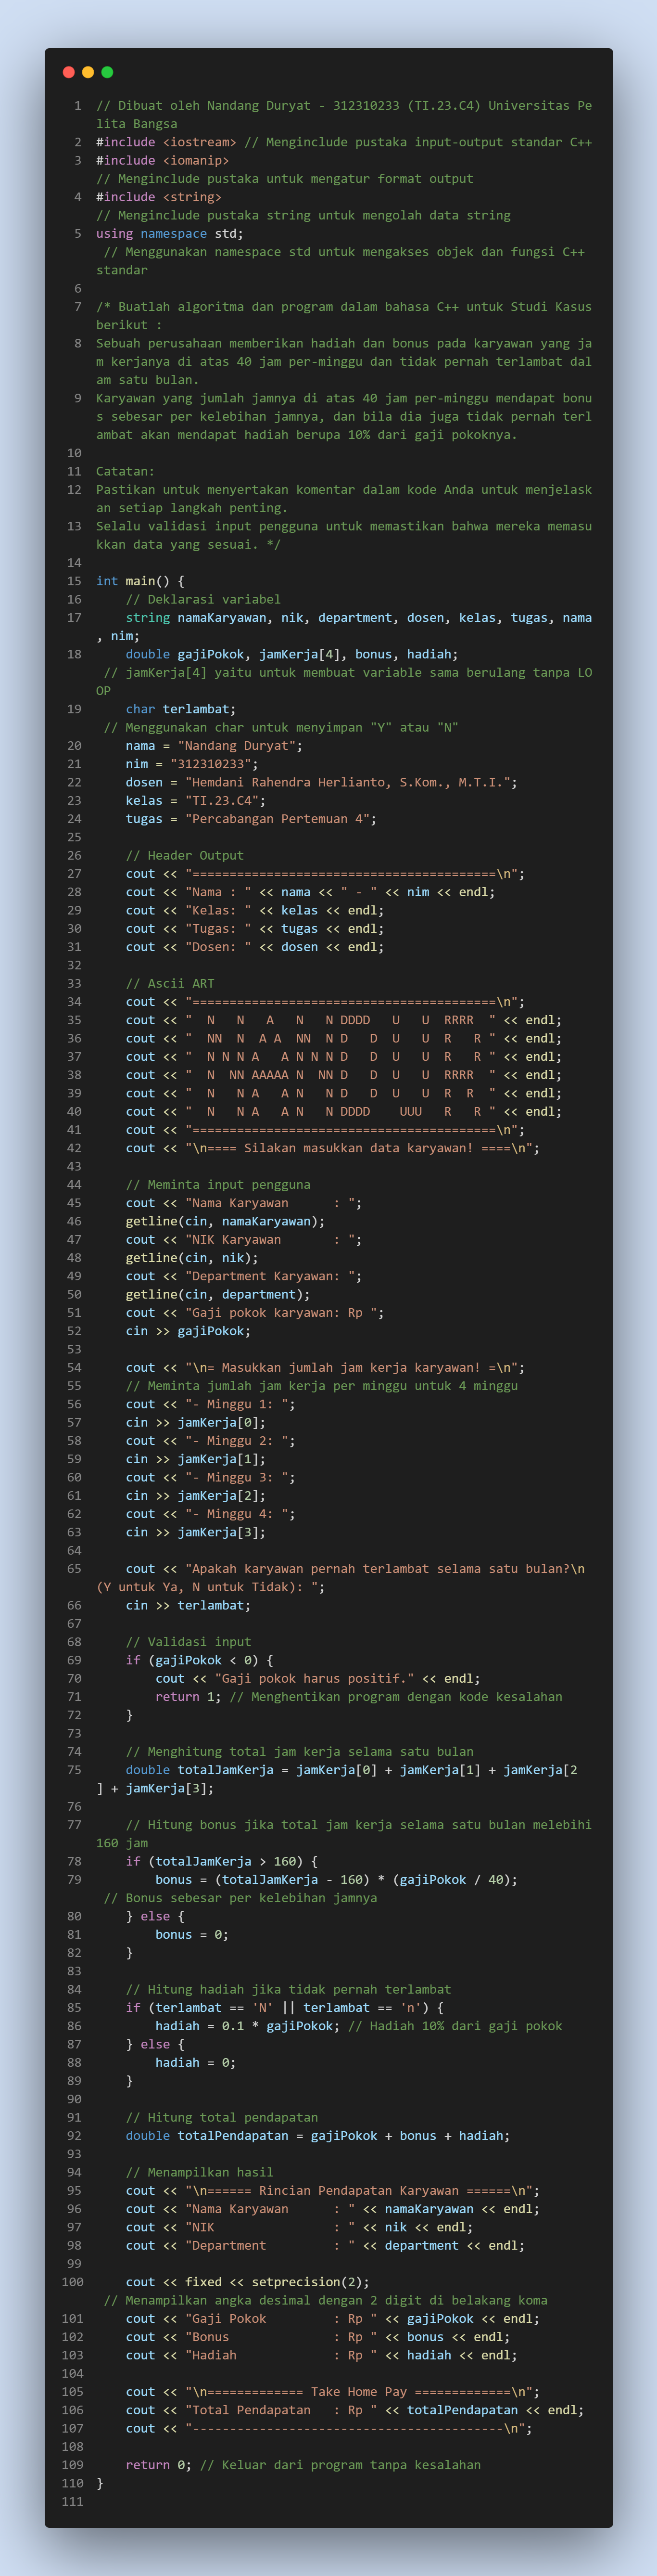 1 // Dibuat oleh Nandang Duryat - 312310233 (TI.23.C4) Universitas Pe
lita Bangsa
2 #include <iostream> // Menginclude pustaka input-output standar C++
3 #include <iomanip>
// Menginclude pustaka untuk mengatur format output
4 #include <string>
// Menginclude pustaka string untuk mengolah data string
5 using namespace std;
 // Menggunakan namespace std untuk mengakses objek dan fungsi C++
standar
6
7 /* Buatlah algoritma dan program dalam bahasa C++ untuk Studi Kasus
berikut :
8 Sebuah perusahaan memberikan hadiah dan bonus pada karyawan yang ja
m kerjanya di atas 40 jam per-minggu dan tidak pernah terlambat dal
am satu bulan.
9 Karyawan yang jumlah jamnya di atas 40 jam per-minggu mendapat bonu
s sebesar per kelebihan jamnya, dan bila dia juga tidak pernah terl
ambat akan mendapat hadiah berupa 10% dari gaji pokoknya.
10
11 Catatan:
12 Pastikan untuk menyertakan komentar dalam kode Anda untuk menjelask
an setiap langkah penting.
13 Selalu validasi input pengguna untuk memastikan bahwa mereka memasu
kkan data yang sesuai. */
14
15 int main() {
16     // Deklarasi variabel
17     string namaKaryawan, nik, department, dosen, kelas, tugas, nama
, nim;
18     double gajiPokok, jamKerja[4], bonus, hadiah;
 // jamKerja[4] yaitu untuk membuat variable sama berulang tanpa LO
OP
19     char terlambat;
 // Menggunakan char untuk menyimpan "Y" atau "N"
20     nama = "Nandang Duryat";
21     nim = "312310233";
22     dosen = "Hemdani Rahendra Herlianto, S.Kom., M.T.I.";
23     kelas = "TI.23.C4";
24     tugas = "Percabangan Pertemuan 4";
25
26     // Header Output
27     cout << "=========================================\n";
28     cout << "Nama : " << nama << " - " << nim << endl;
29     cout << "Kelas: " << kelas << endl;
30     cout << "Tugas: " << tugas << endl;
31     cout << "Dosen: " << dosen << endl;
32
33     // Ascii ART
34     cout << "=========================================\n";
35     cout << "  N   N   A   N   N DDDD   U   U  RRRR  " << endl;
36     cout << "  NN  N  A A  NN  N D   D  U   U  R   R " << endl;
37     cout << "  N N N A   A N N N D   D  U   U  R   R " << endl;
38     cout << "  N  NN AAAAA N  NN D   D  U   U  RRRR  " << endl;
39     cout << "  N   N A   A N   N D   D  U   U  R  R  " << endl;
40     cout << "  N   N A   A N   N DDDD    UUU   R   R " << endl;
41     cout << "=========================================\n";
42     cout << "\n==== Silakan masukkan data karyawan! ====\n";
43
44     // Meminta input pengguna
45     cout << "Nama Karyawan      : ";
46     getline(cin, namaKaryawan);
47     cout << "NIK Karyawan       : ";
48     getline(cin, nik);
49     cout << "Department Karyawan: ";
50     getline(cin, department);
51     cout << "Gaji pokok karyawan: Rp ";
52     cin >> gajiPokok;
53
54     cout << "\n= Masukkan jumlah jam kerja karyawan! =\n";
55     // Meminta jumlah jam kerja per minggu untuk 4 minggu
56     cout << "- Minggu 1: ";
57     cin >> jamKerja[0];
58     cout << "- Minggu 2: ";
59     cin >> jamKerja[1];
60     cout << "- Minggu 3: ";
61     cin >> jamKerja[2];
62     cout << "- Minggu 4: ";
63     cin >> jamKerja[3];
64
65     cout << "Apakah karyawan pernah terlambat selama satu bulan?\n
(Y untuk Ya, N untuk Tidak): ";
66     cin >> terlambat;
67
68     // Validasi input
69     if (gajiPokok < 0) {
70         cout << "Gaji pokok harus positif." << endl;
71         return 1; // Menghentikan program dengan kode kesalahan
72     }
73
74     // Menghitung total jam kerja selama satu bulan
75     double totalJamKerja = jamKerja[0] + jamKerja[1] + jamKerja[2
] + jamKerja[3];
76
77     // Hitung bonus jika total jam kerja selama satu bulan melebihi
160 jam
78     if (totalJamKerja > 160) {
79         bonus = (totalJamKerja - 160) * (gajiPokok / 40);
 // Bonus sebesar per kelebihan jamnya
80     } else {
81         bonus = 0;
82     }
83
84     // Hitung hadiah jika tidak pernah terlambat
85     if (terlambat == 'N' || terlambat == 'n') {
86         hadiah = 0.1 * gajiPokok; // Hadiah 10% dari gaji pokok
87     } else {
88         hadiah = 0;
89     }
90
91     // Hitung total pendapatan
92     double totalPendapatan = gajiPokok + bonus + hadiah;
93
94     // Menampilkan hasil
95     cout << "\n====== Rincian Pendapatan Karyawan ======\n";
96     cout << "Nama Karyawan      : " << namaKaryawan << endl;
97     cout << "NIK                : " << nik << endl;
98     cout << "Department         : " << department << endl;
99
100     cout << fixed << setprecision(2);
 // Menampilkan angka desimal dengan 2 digit di belakang koma
101     cout << "Gaji Pokok         : Rp " << gajiPokok << endl;
102     cout << "Bonus              : Rp " << bonus << endl;
103     cout << "Hadiah             : Rp " << hadiah << endl;
104
105     cout << "\n============= Take Home Pay =============\n";
106     cout << "Total Pendapatan   : Rp " << totalPendapatan << endl;
107     cout << "------------------------------------------\n";
108
109     return 0; // Keluar dari program tanpa kesalahan
110 }
111